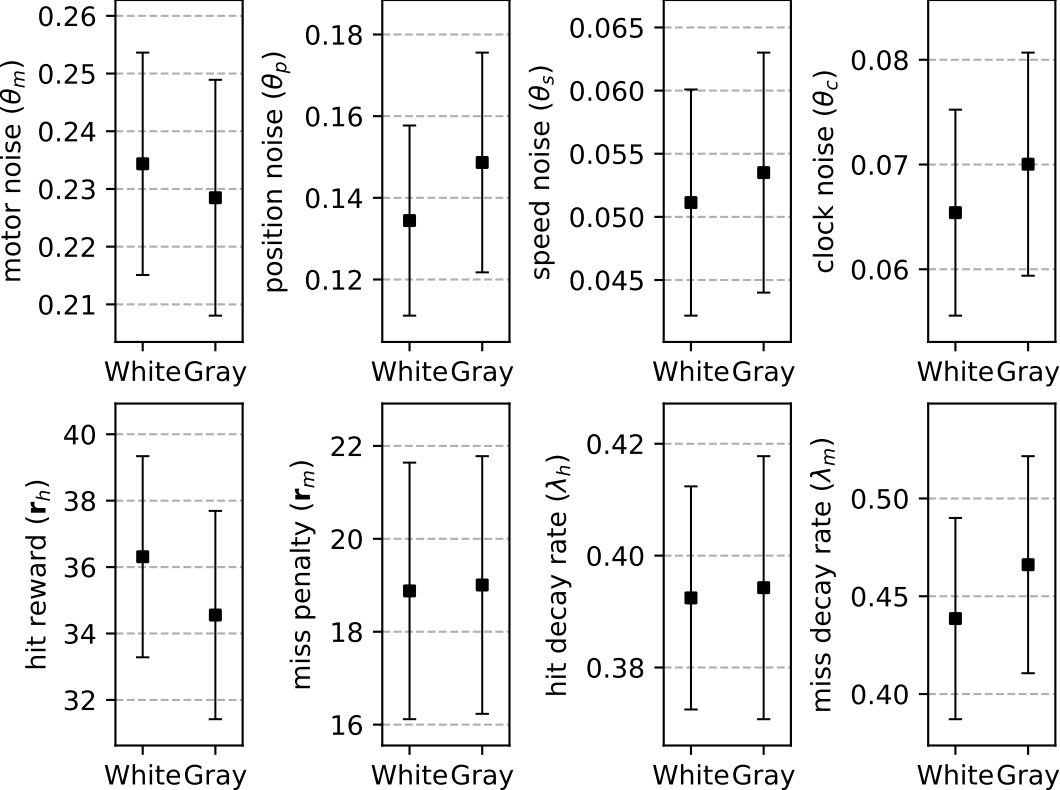 motor noise (θm)
0.26
0.25
0.24
0.23
0.22
0.21
White Gray
position noise (θp)
0.18
0.16
0.14
0.12
White Gray
speed noise (θs)
0.065
0.060
0.055
0.050
0.045
White Gray
clock noise (θc)
0.08
0.07
0.06
White Gray
hit reward (rh)
40
38
36
34
32
White Gray
miss penalty (rm)
22
20
18
16
White Gray
hit decay rate (λh)
0.42
0.40
0.38
White Gray
miss decay rate (λm)
0.50
0.45
0.40
White Gray